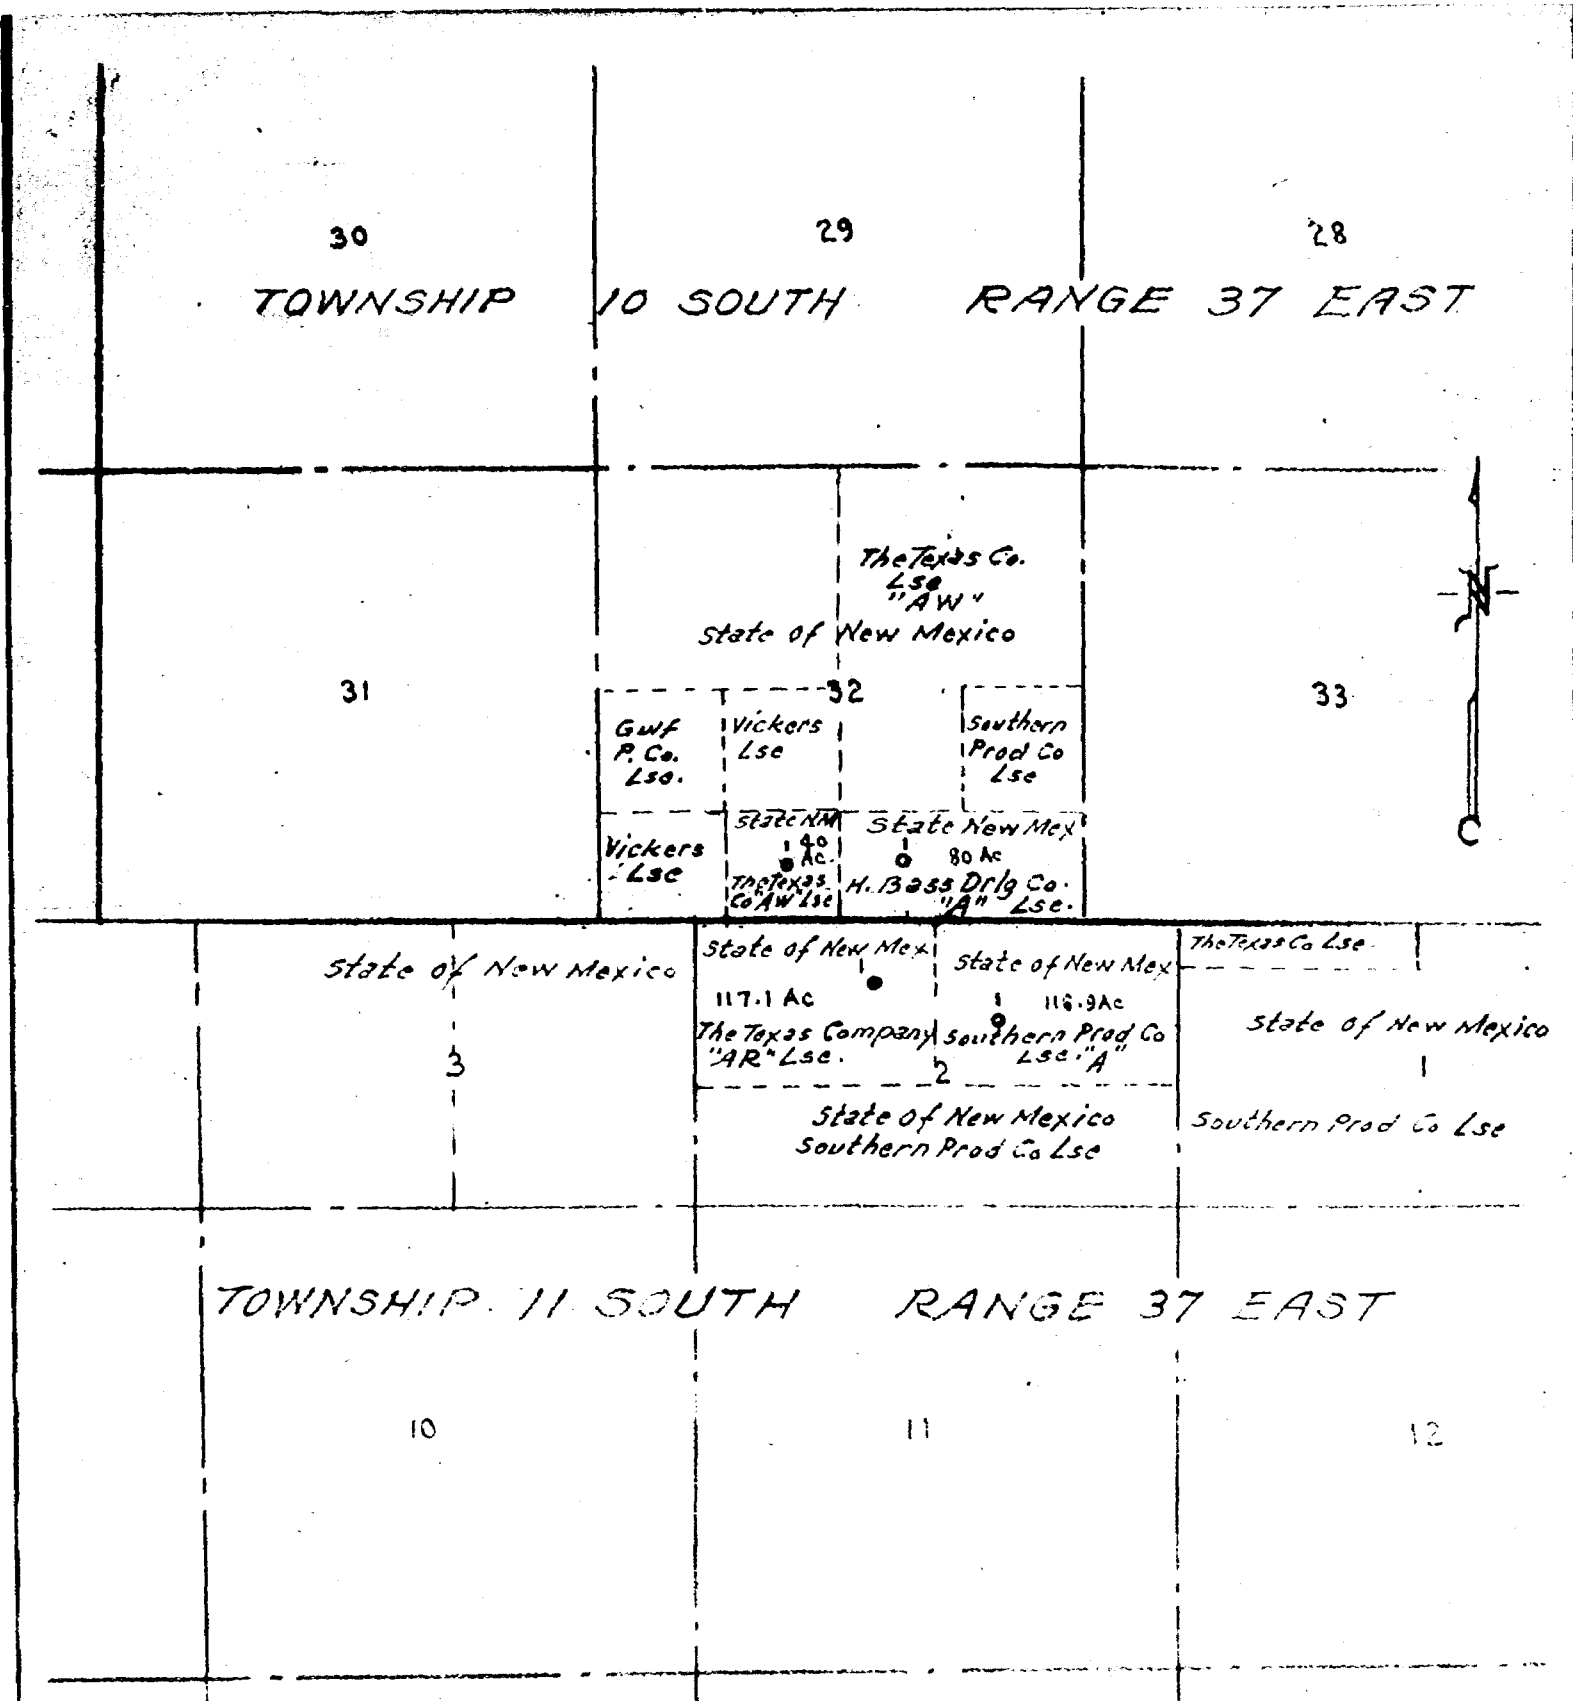 30
29
28
TOWNSHIP 10 SOUTH RANGE 37 EAST
The Texas Co.
Lse
"AW"
State of New Mexico
N
31
32
33
Gulf
P. Co.
Lse.
Vickers
Lse
Southern
Prod Co
Lse
Vickers
Lse
State NM
1 40
Ac.
The Texas
Co "AW" Lse
State New Mex
1
80 Ac
H. Bass Drlg Co.
"A" Lse.
State of New Mexico
3
State of New Mex
1
117.1 Ac
The Texas Company
"AR" Lse.
State of New Mex
1
116.9 Ac
Southern Prod Co
Lse. "A"
2
State of New Mexico
Southern Prod Co Lse
The Texas Co Lse
State of New Mexico
1
Southern Prod Co Lse
TOWNSHIP 11 SOUTH RANGE 37 EAST
10
11
12